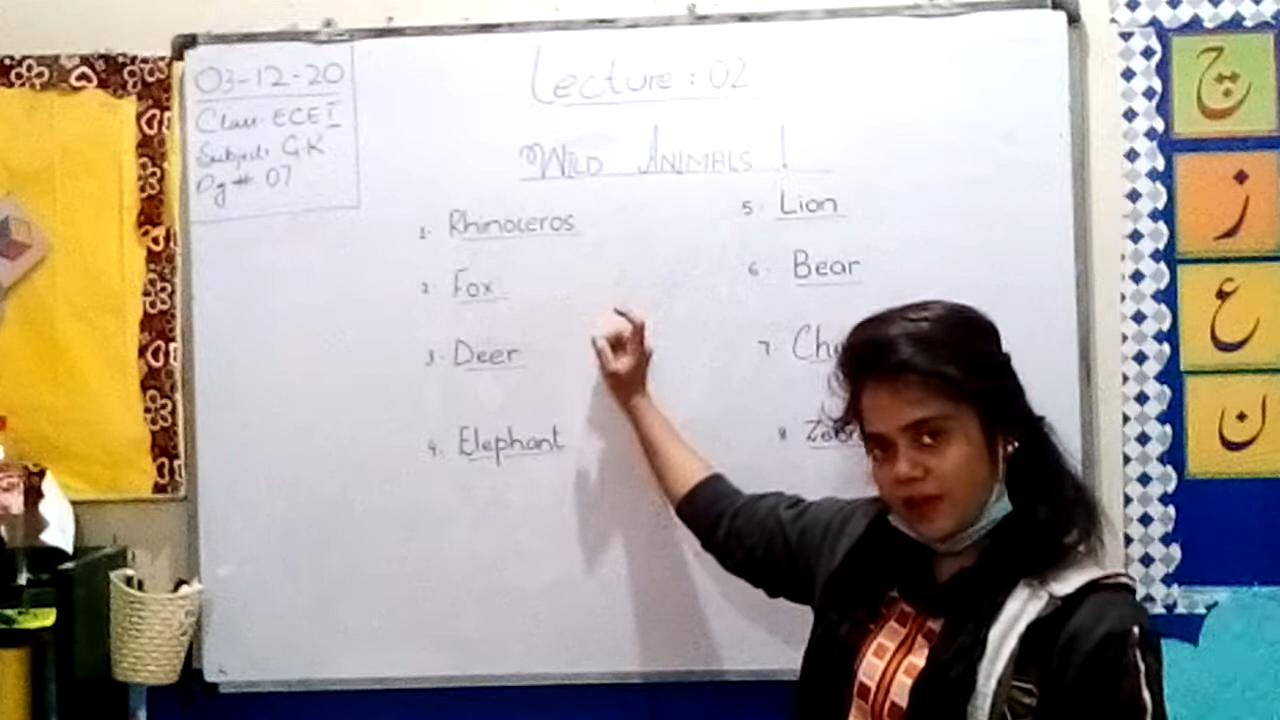 03-12-20
Class: ECE I
Subject: G.K
Pg # 07
Lecture : 02
WILD ANIMALS !
1. Rhinoceros
2. Fox
3. Deer
4. Elephant
5. Lion
6. Bear
7.
8.
چ
ز
ع
ن